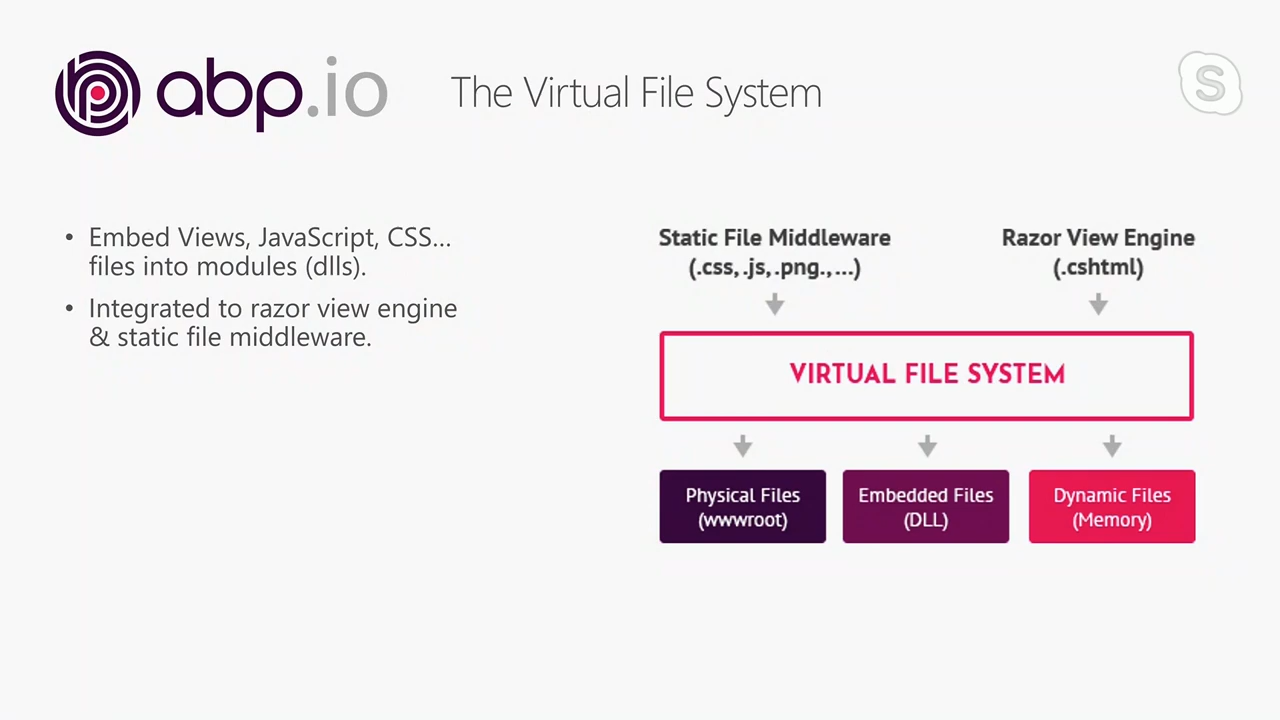 abp.io
The Virtual File System
S
• Embed Views, JavaScript, CSS...
files into modules (dlls).
• Integrated to razor view engine
& static file middleware.
Static File Middleware
(.css, .js, .png., ...)
Razor View Engine
(.cshtml)
VIRTUAL FILE SYSTEM
Physical Files
(wwwroot)
Embedded Files
(DLL)
Dynamic Files
(Memory)